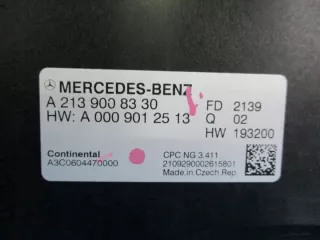 MERCEDES-BENZ
A 213 900 83 30 FD 2139
HW: A 000 901 25 13 Q 02
HW 193200
Continental CPC NG 3.411
A3C0604470000 2109290002615801
Made in Czech Rep.